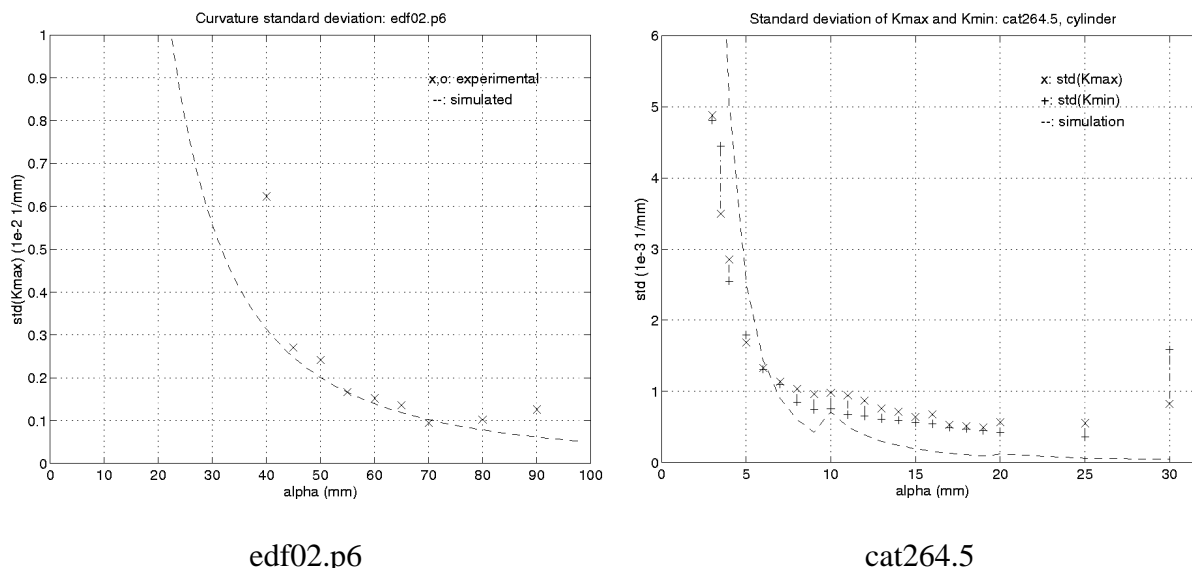 Curvature standard deviation: edf02.p6
1
0.9
0.8
0.7
0.6
0.5
0.4
0.3
0.2
0.1
0
std(Kmax) (1e-2 1/mm)
x,o: experimental
--: simulated
0 10 20 30 40 50 60 70 80 90 100
alpha (mm)
edf02.p6
Standard deviation of Kmax and Kmin: cat264.5, cylinder
6
5
4
3
2
1
0
std (1e-3 1/mm)
x: std(Kmax)
+: std(Kmin)
--: simulation
0 5 10 15 20 25 30
alpha (mm)
cat264.5